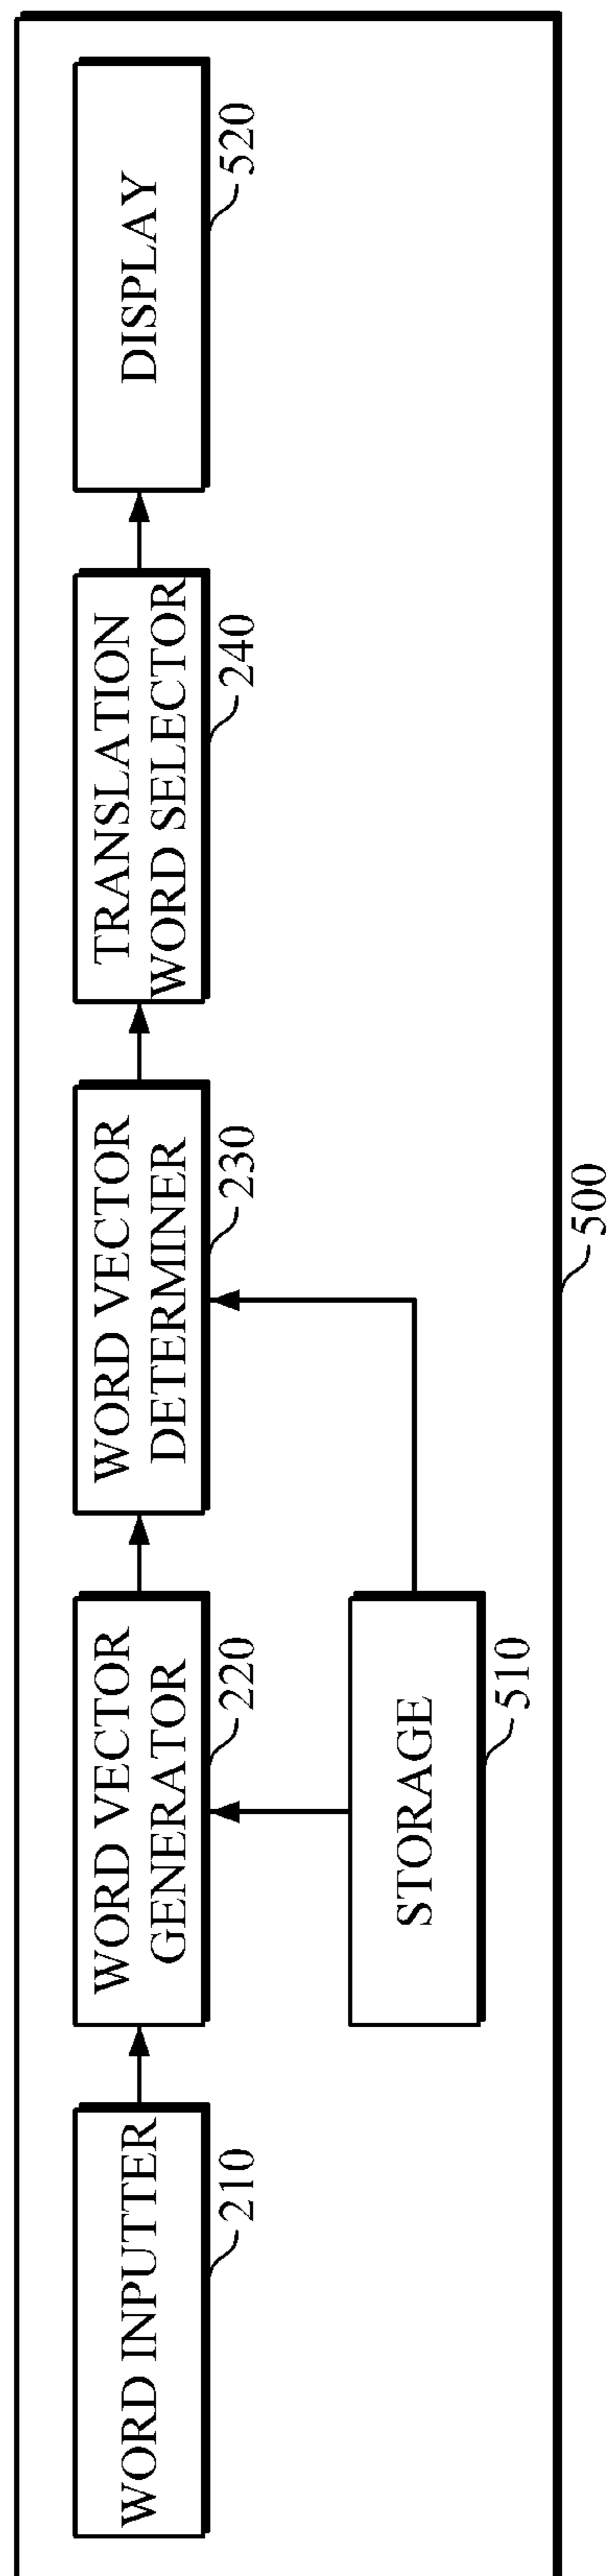 WORD INPUTTER
210
WORD VECTOR
GENERATOR
220
WORD VECTOR
DETERMINER
230
TRANSLATION
WORD SELECTOR
240
DISPLAY
520
STORAGE
510
500